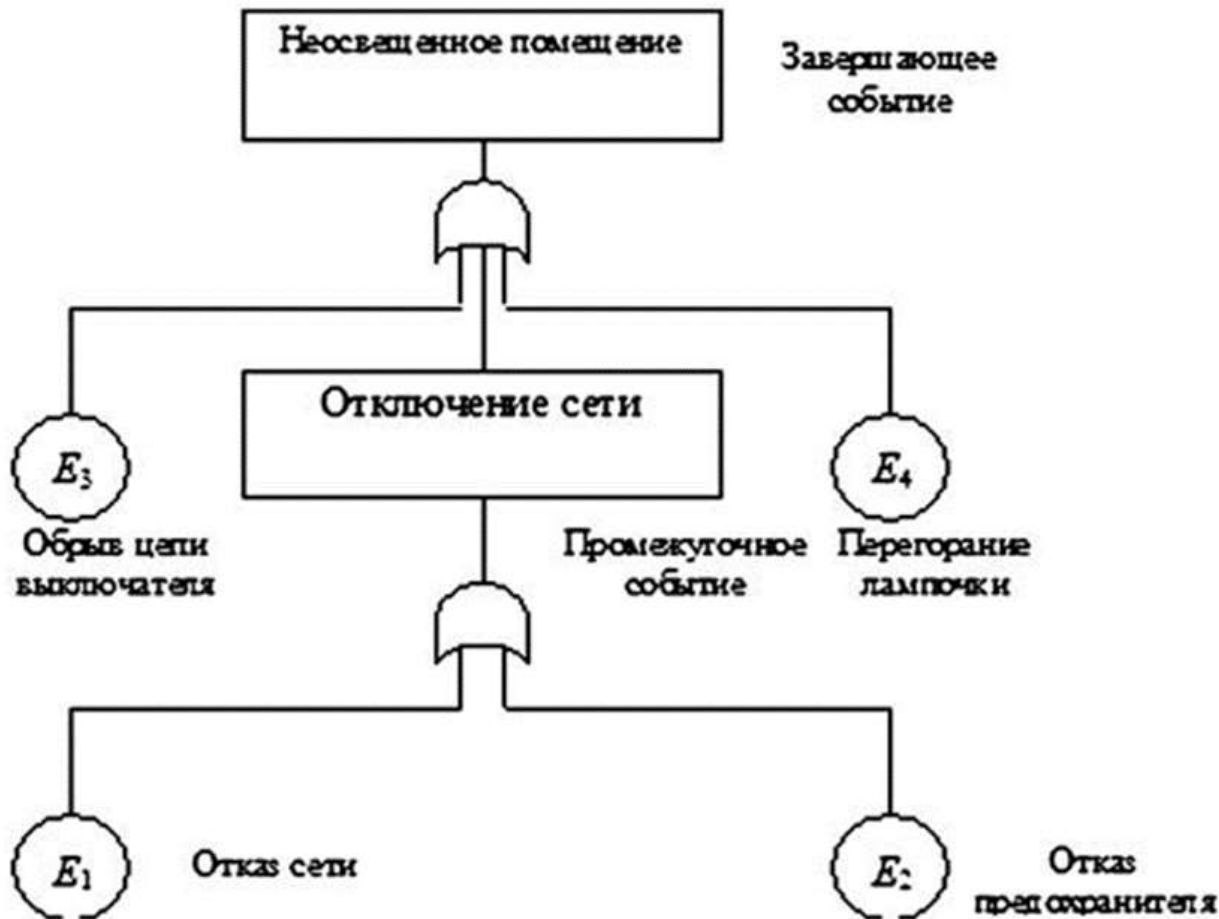 Неосвещенное помещение
Завершающее
событие
Отключение сети
E3
E4
Обрыв цепи
выключателя
Промежуточное
событие
Перегорание
лампочки
E1
Отказ сети
E2
Отказ
предохранителя